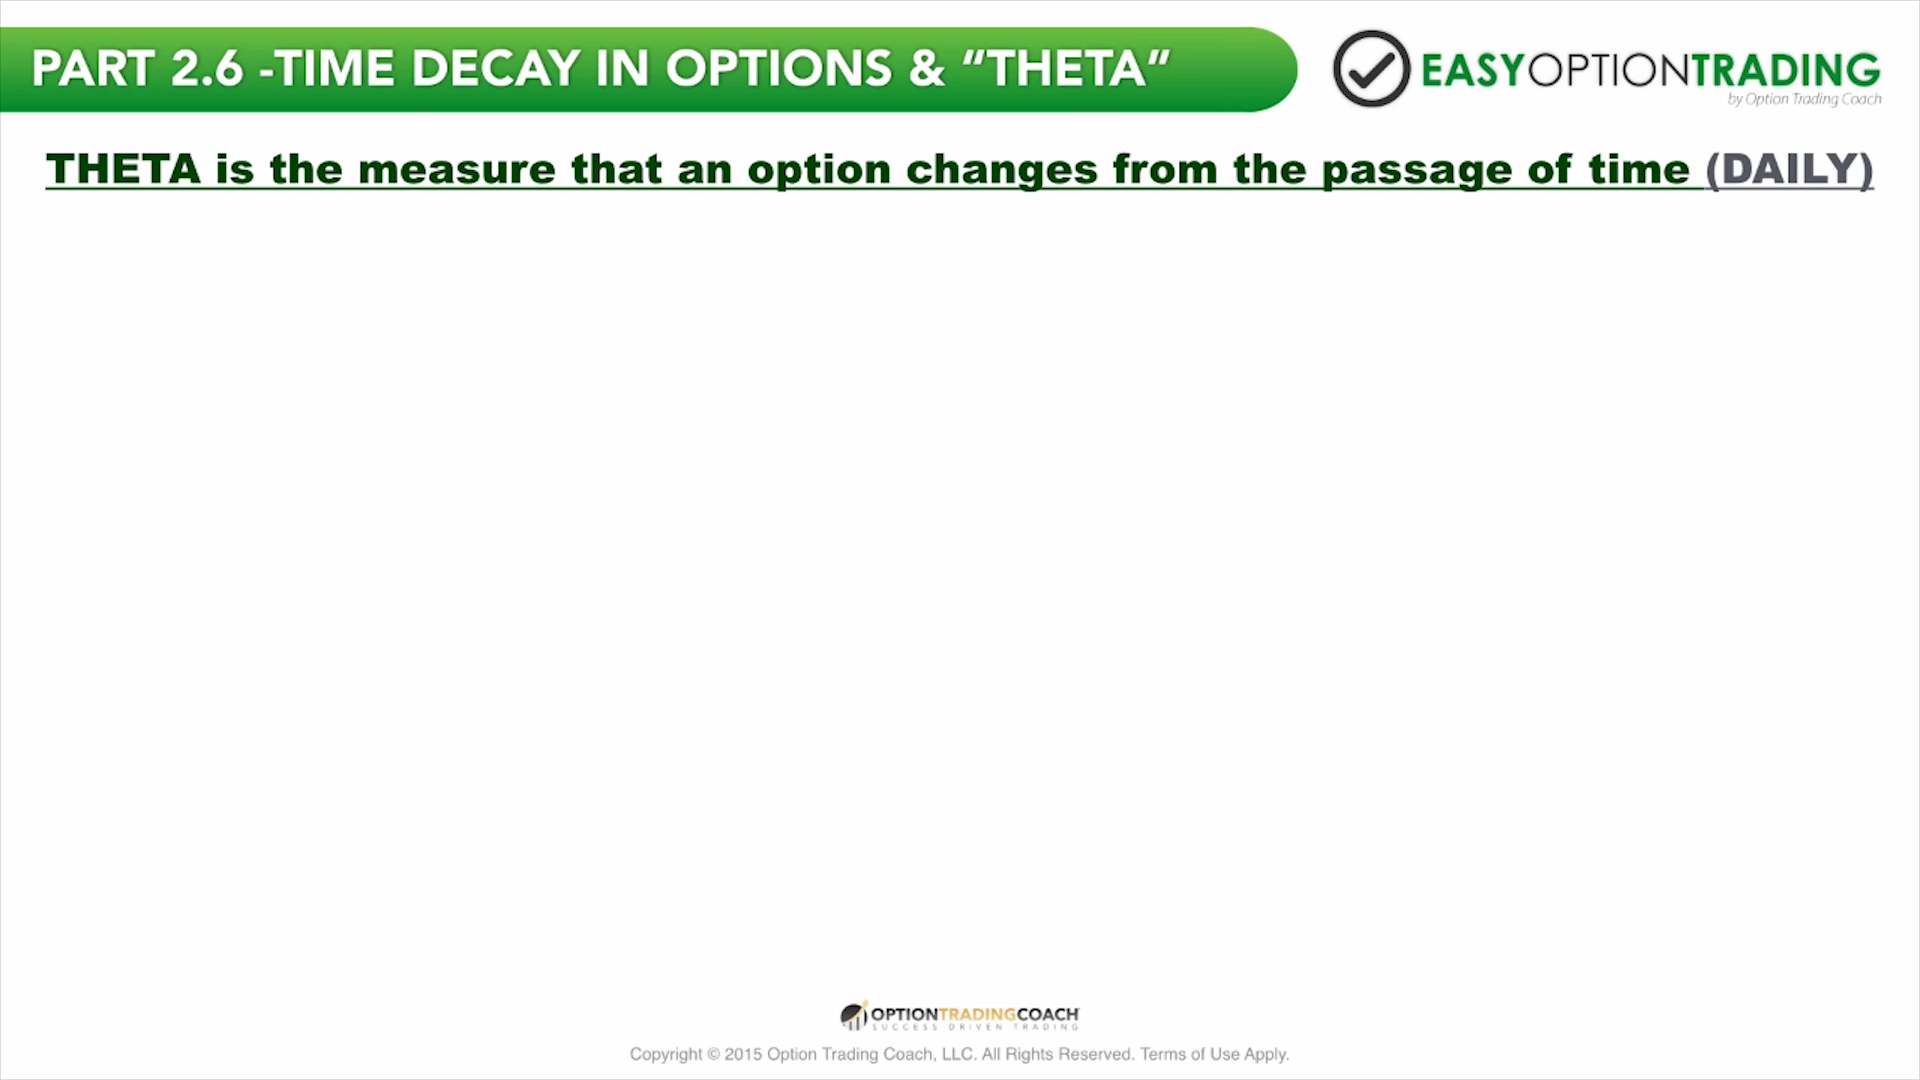 PART 2.6 -TIME DECAY IN OPTIONS & “THETA”
EASYOPTIONTRADING
by Option Trading Coach
THETA is the measure that an option changes from the passage of time (DAILY)
OPTIONTRADINGCOACH
SUCCESS DRIVEN TRADING
Copyright © 2015 Option Trading Coach, LLC. All Rights Reserved. Terms of Use Apply.